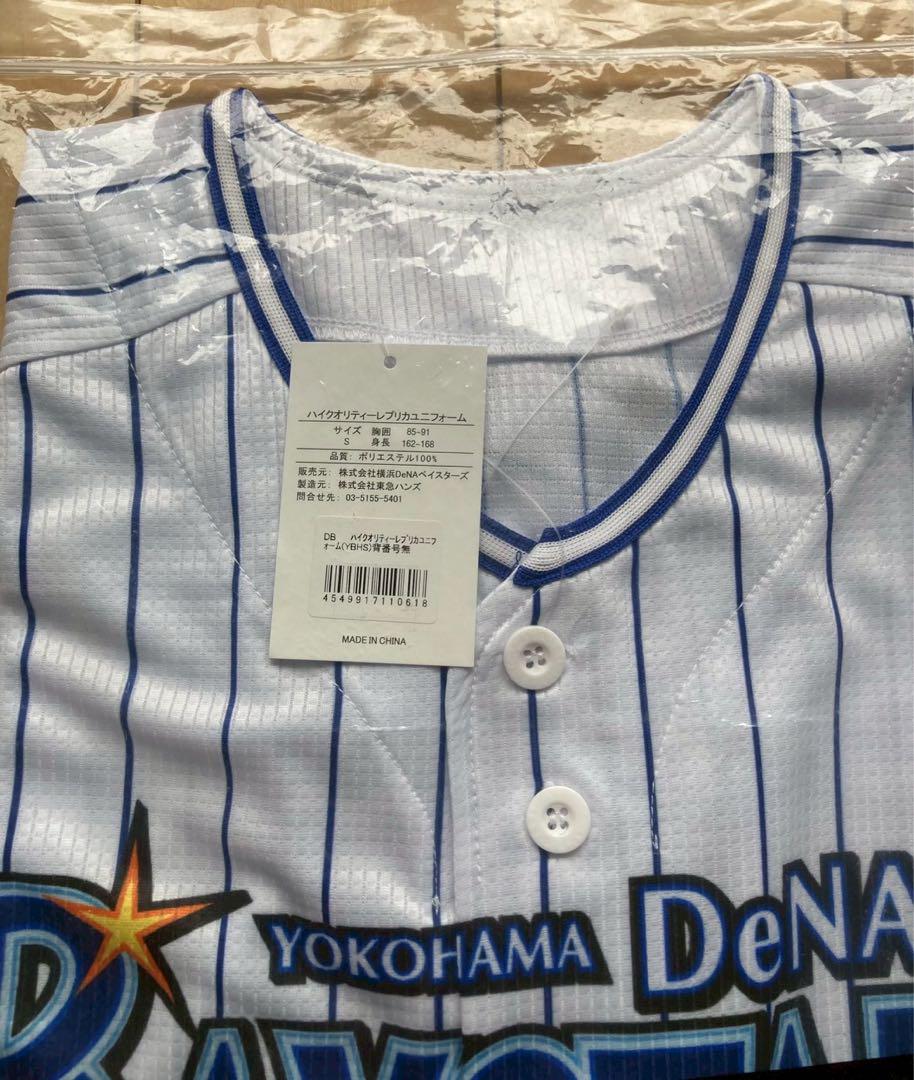 ハイクオリティーレプリカユニフォーム
サイズ 胸囲 85-91
S 身長 162-168
品質: ポリエステル100%
販売元: 株式会社横浜DeNAベイスターズ
製造元: 株式会社東急ハンズ
問合せ先: 03-5155-5401
DB ハイクオリティーレプリカユニフ
ォーム(YBHS)背番号無
4549917110618
MADE IN CHINA
YOKOHAMA DeNA